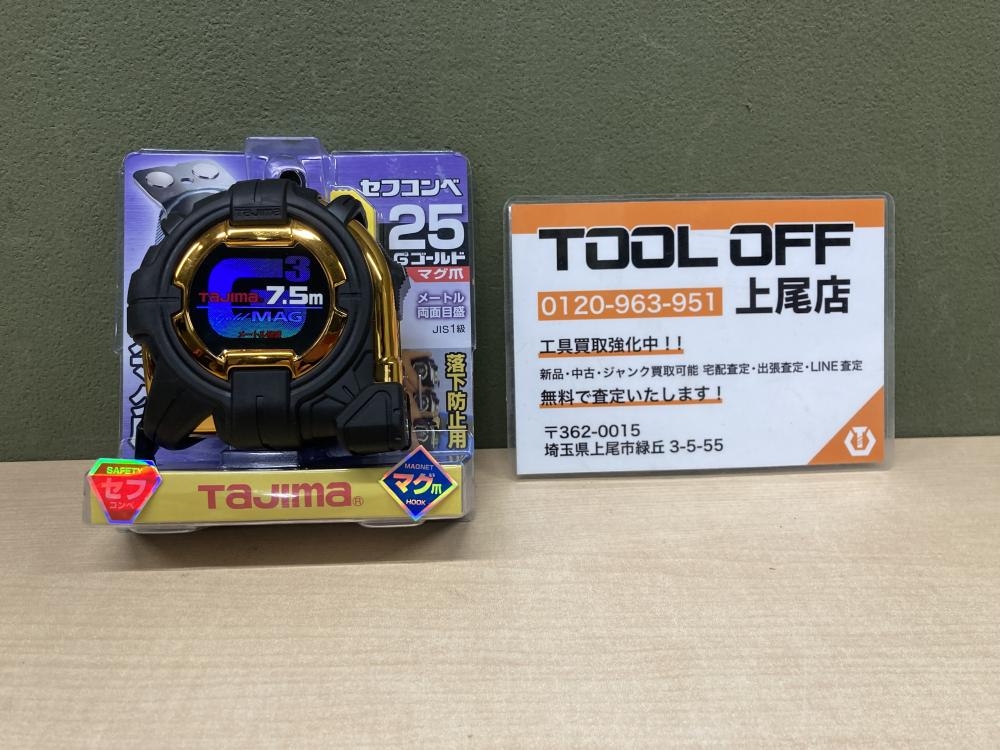 セフコンベ
25
Gゴールド
マグ爪
メートル
両面目盛
JIS1級
落下防止用
Tajima
G3
Tajima 7.5m
Gold MAG
SAFETY
セフ
コンベ
Tajima®
MAGNET
マグ爪
HOOK
TOOL OFF
0120-963-951 上尾店
工具買取強化中!!
新品・中古・ジャンク買取可能 宅配査定・出張査定・LINE査定
無料で査定いたします!
〒362-0015
埼玉県上尾市緑丘 3-5-55